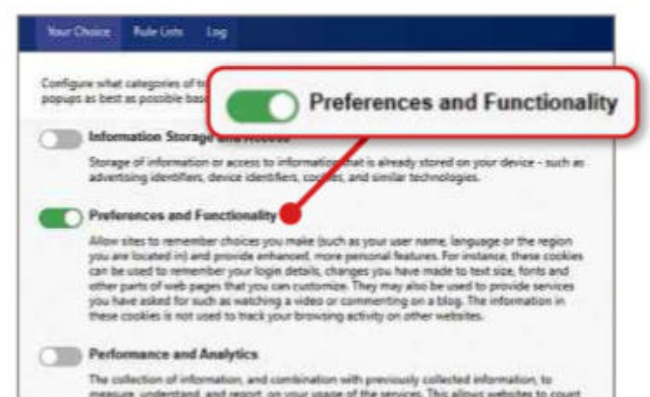 Your Choice Rule Lists Log
Configure what categories of
popups as best as possible
Preferences and Functionality
Information Storage and Access
Storage of information or access to information that is already stored on your device - such as
advertising identifiers, device identifiers, cookies, and similar technologies.
Preferences and Functionality
Allow sites to remember choices you make (such as your user name, language or the region
you are located in) and provide enhanced, more personal features. For instance, these cookies
can be used to remember your login details, changes you have made to text size, fonts and
other parts of web pages that you can customize. They may also be used to provide services
you have asked for such as watching a video or commenting on a blog. The information in
these cookies is not used to track your browsing activity on other websites.
Performance and Analytics
The collection of information, and combination with previously collected information, to
measure, understand, and report on your usage of the services. This allows websites to count